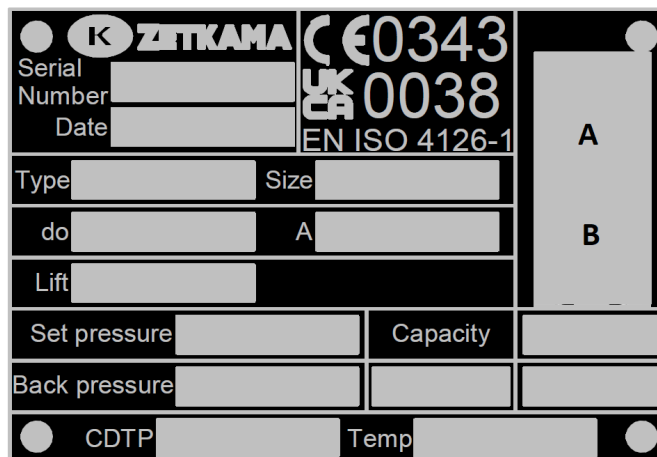 K ZETKAMA
CE 0343
Serial Number
UK CA 0038
Date
EN ISO 4126-1
A
Type
Size
do
A
B
Lift
Set pressure
Capacity
Back pressure
CDTP
Temp